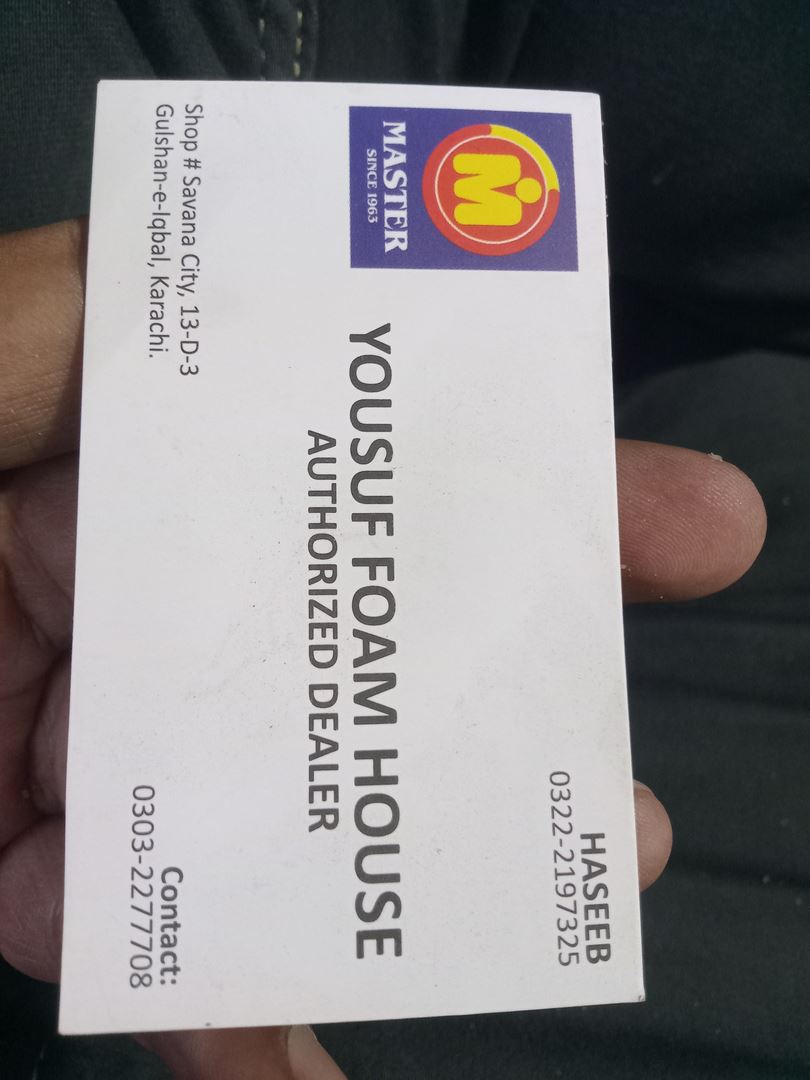 MASTER
SINCE 1963
HASEEB
0322-2197325
YOUSUF FOAM HOUSE
AUTHORIZED DEALER
Shop # Savana City, 13-D-3
Gulshan-e-Iqbal, Karachi.
Contact:
0303-2277708